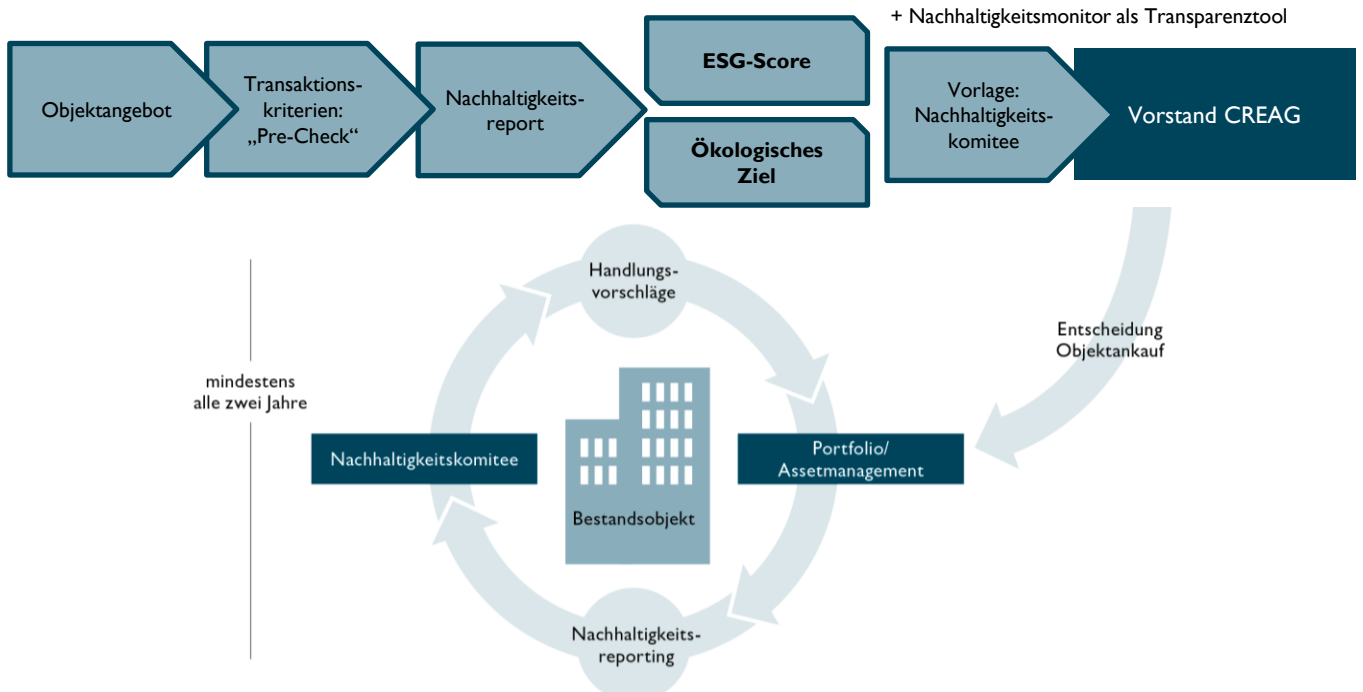 + Nachhaltigkeitsmonitor als Transparenztool
Objektangebot
Transaktions-
kriterien:
„Pre-Check“
Nachhaltigkeits-
report
ESG-Score
Ökologisches
Ziel
Vorlage:
Nachhaltigkeits-
komitee
Vorstand CREAG
Handlungs-
vorschläge
Entscheidung
Objektankauf
mindestens
alle zwei Jahre
Nachhaltigkeitskomitee
Portfolio/
Assetmanagement
Bestandsobjekt
Nachhaltigkeits-
reporting